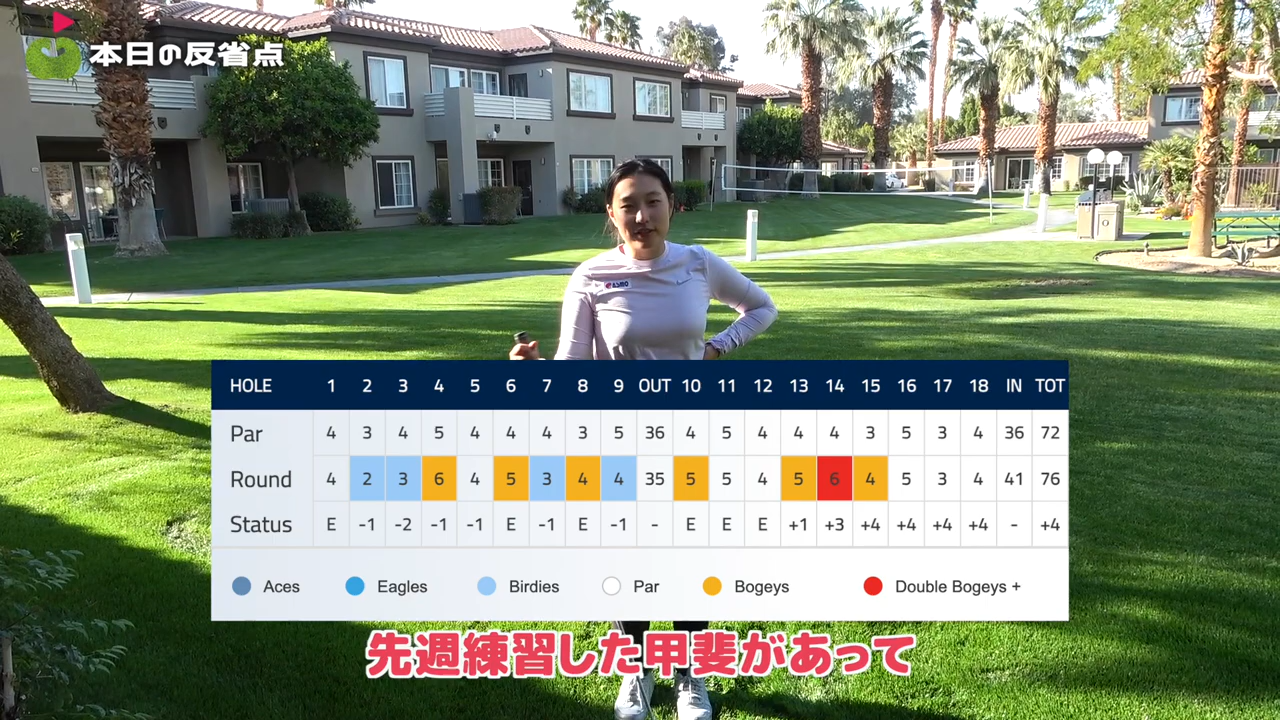 本日の反省点
ASMO
HOLE 1 2 3 4 5 6 7 8 9 OUT 10 11 12 13 14 15 16 17 18 IN TOT
Par 4 3 4 5 4 4 4 3 5 36 4 5 4 4 4 3 5 3 4 36 72
Round 4 2 3 6 4 5 3 4 4 35 5 5 4 5 6 4 5 3 4 41 76
Status E -1 -2 -1 -1 E -1 E -1 - E E E +1 +3 +4 +4 +4 +4 - +4
Aces Eagles Birdies Par Bogeys Double Bogeys +
先週練習した甲斐があって